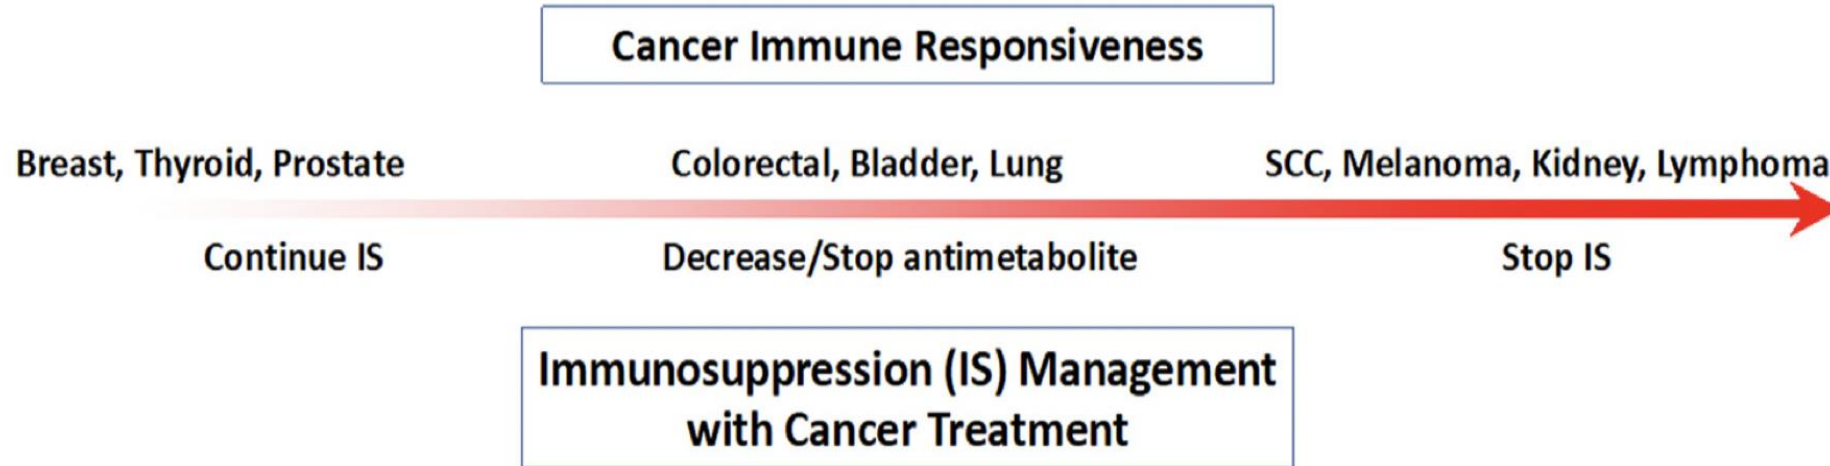 Cancer Immune Responsiveness
Breast, Thyroid, Prostate
Colorectal, Bladder, Lung
SCC, Melanoma, Kidney, Lymphoma
Continue IS
Decrease/Stop antimetabolite
Stop IS
Immunosuppression (IS) Management
with Cancer Treatment